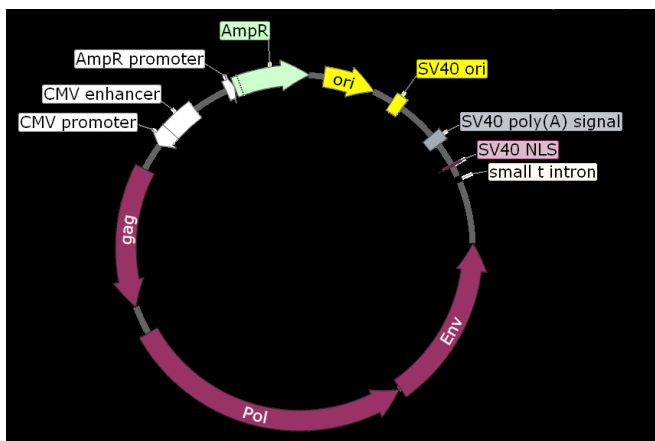 AmpR
AmpR promoter
ori
SV40 ori
CMV enhancer
CMV promoter
SV40 poly(A) signal
SV40 NLS
small t intron
gag
Env
Pol